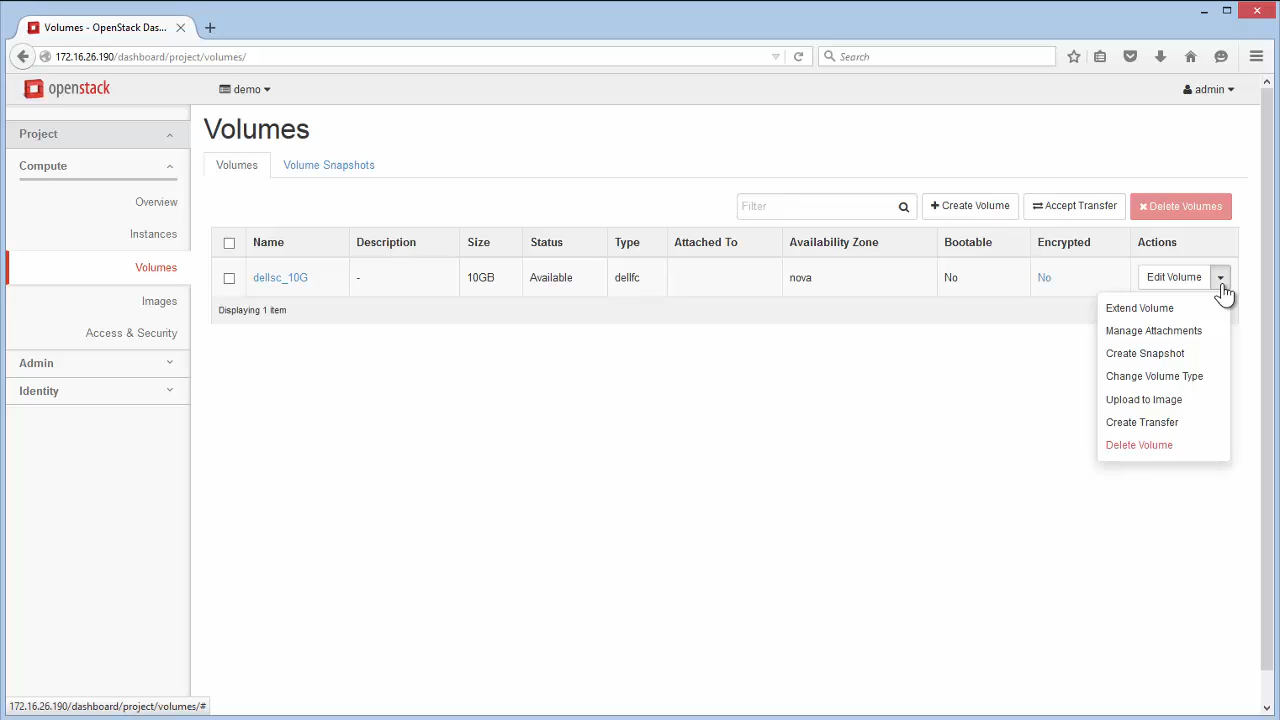 Volumes - OpenStack Das...
172.16.26.190/dashboard/project/volumes/
Search
openstack
demo
admin
Project
Compute
Overview
Instances
Volumes
Images
Access & Security
Admin
Identity
Volumes
Volumes Volume Snapshots
Filter
Create Volume
Accept Transfer
Delete Volumes
Name Description Size Status Type Attached To Availability Zone Bootable Encrypted Actions
dellsc_10G - 10GB Available dellfc nova No No Edit Volume
Displaying 1 item
Extend Volume
Manage Attachments
Create Snapshot
Change Volume Type
Upload to Image
Create Transfer
Delete Volume
172.16.26.190/dashboard/project/volumes/#